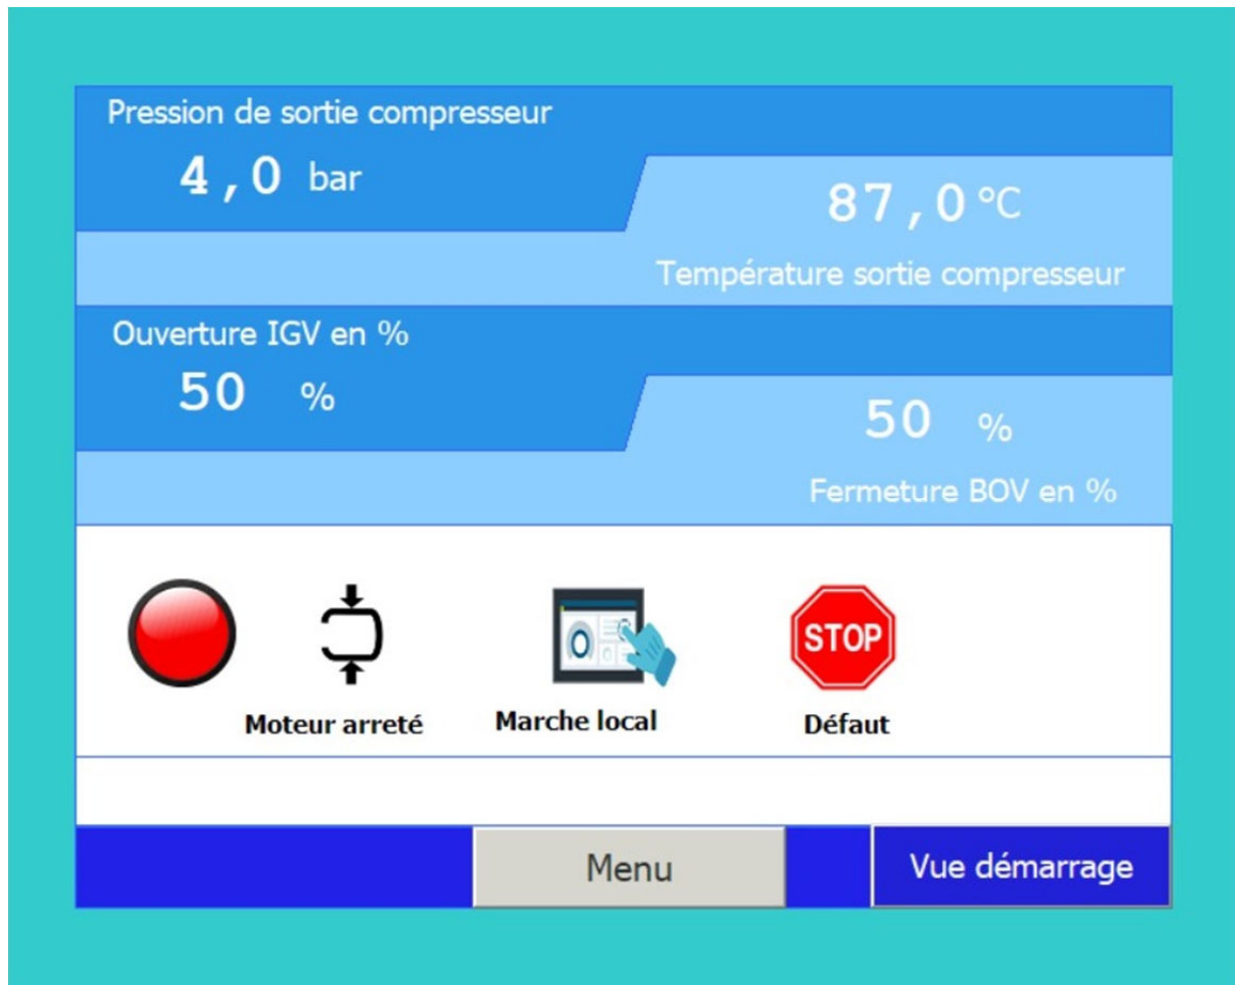 Pression de sortie compresseur
4,0 bar
87,0 °C
Température sortie compresseur
Ouverture IGV en %
50 %
50 %
Fermeture BOV en %
STOP
Moteur arreté
Marche local
Défaut
Menu
Vue démarrage